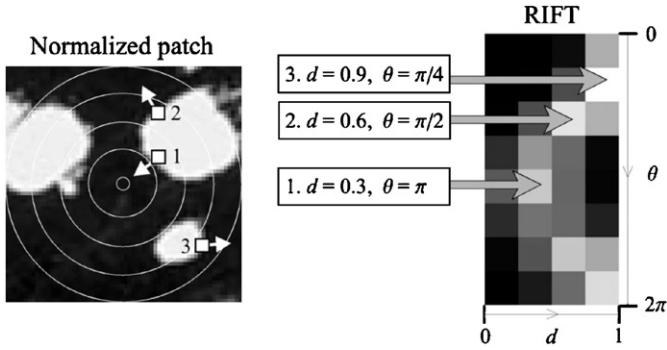 Normalized patch
2
1
3
RIFT
3. d = 0.9, θ = π/4
2. d = 0.6, θ = π/2
1. d = 0.3, θ = π
0
θ
2π
0
d
1